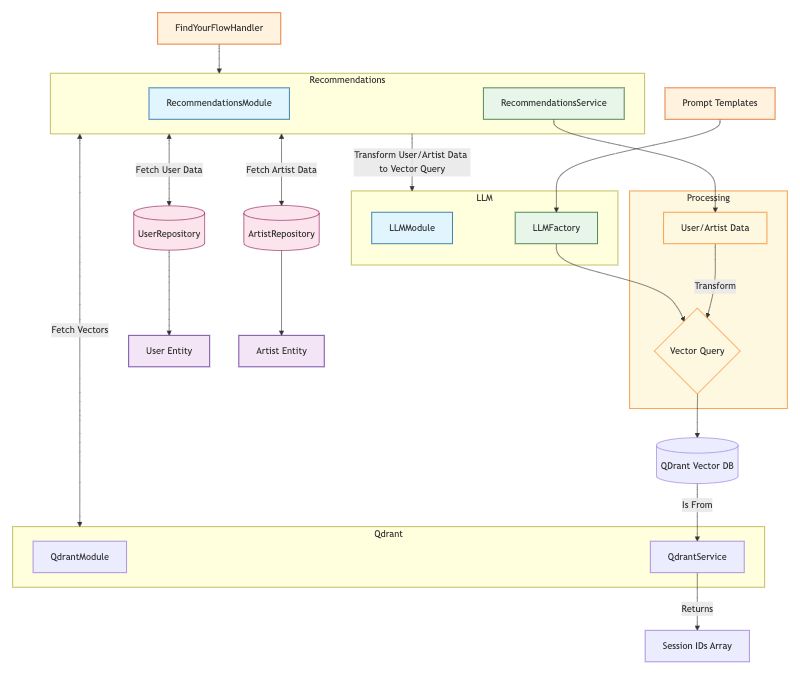 FindYourFlowHandler
Recommendations
RecommendationsModule
RecommendationsService
Prompt Templates
Fetch User Data
Fetch Artist Data
Transform User/Artist Data
to Vector Query
LLM
Processing
UserRepository
ArtistRepository
LLMModule
LLMFactory
User/Artist Data
Transform
Fetch Vectors
User Entity
Artist Entity
Vector Query
QDrant Vector DB
Is From
Qdrant
QdrantModule
QdrantService
Returns
Session IDs Array